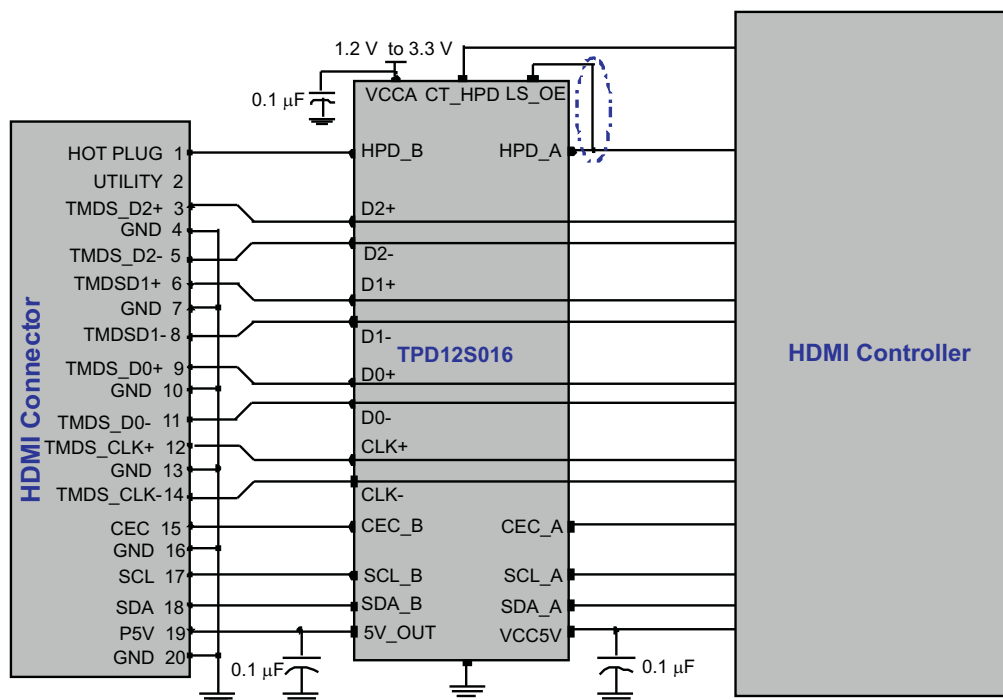 1.2 V to 3.3 V
0.1 μF
VCCA CT_HPD LS_OE
HOT PLUG 1
HPD_B
HPD_A
UTILITY 2
TMDS_D2+ 3
D2+
GND 4
TMDS_D2- 5
D2-
TMDSD1+ 6
D1+
GND 7
TMDSD1- 8
D1-
TPD12S016
HDMI Controller
TMDS_D0+ 9
D0+
GND 10
TMDS_D0- 11
D0-
TMDS_CLK+ 12
CLK+
GND 13
TMDS_CLK- 14
CLK-
CEC 15
CEC_B
CEC_A
GND 16
SCL 17
SCL_B
SCL_A
SDA 18
SDA_B
SDA_A
P5V 19
5V_OUT
VCC5V
GND 20
0.1 μF
0.1 μF
HDMI Connector